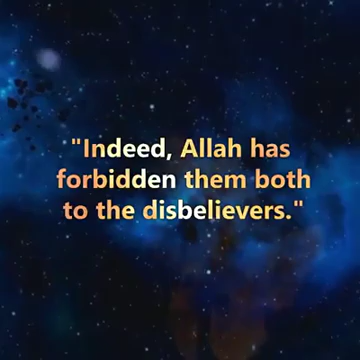 "Indeed, Allah has
forbidden them both
to the disbelievers."